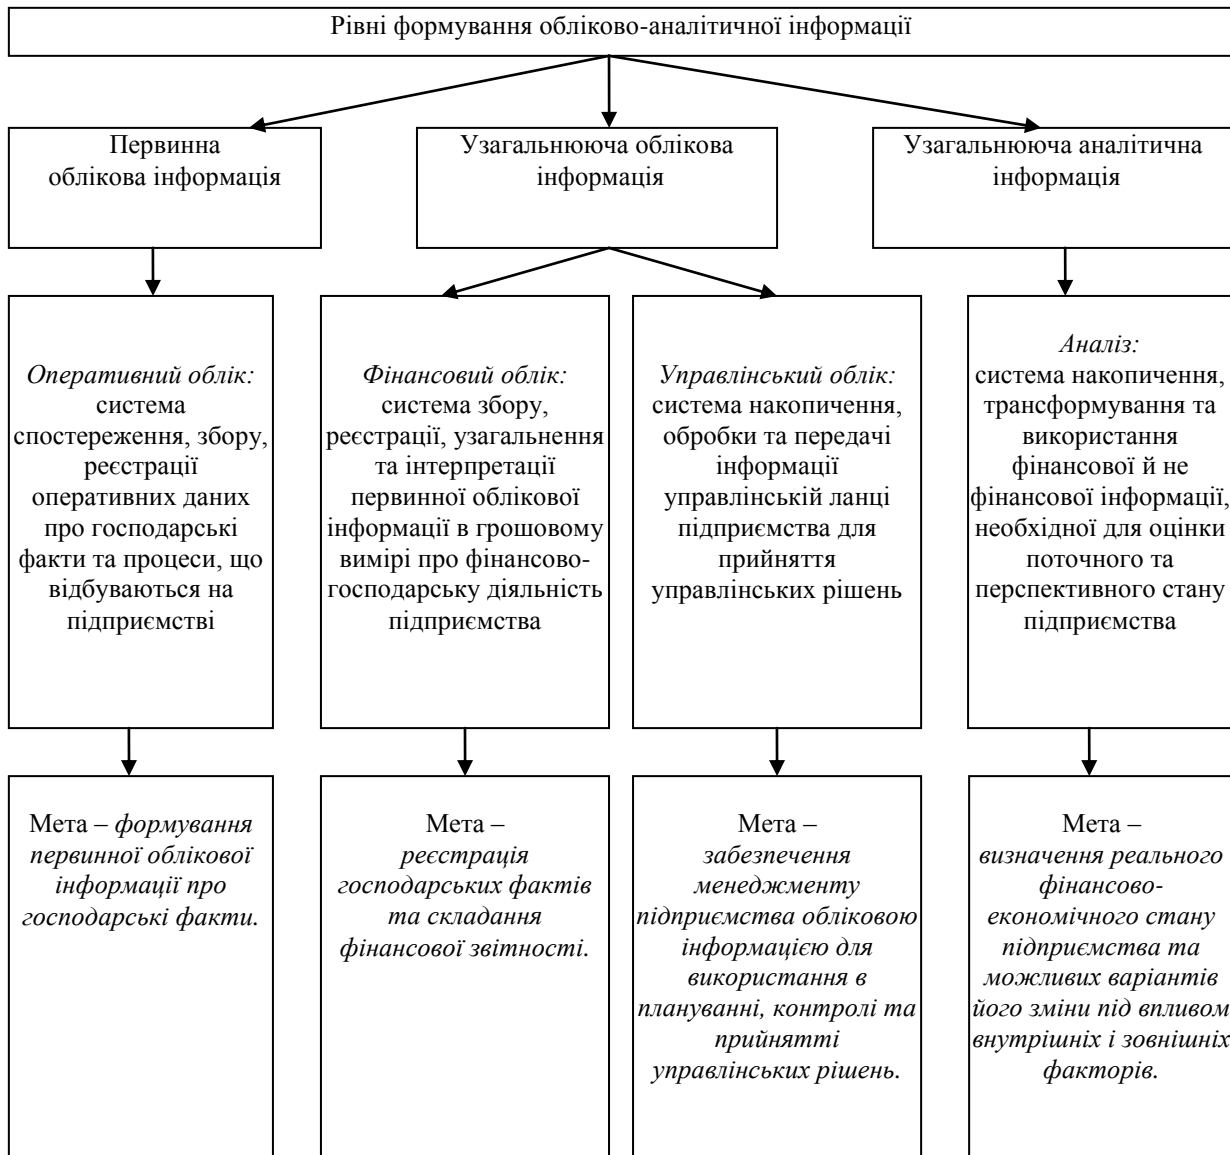 Рівні формування обліково-аналітичної інформації
Первинна
облікова інформація
Узагальнююча облікова
інформація
Узагальнююча аналітична
інформація
Оперативний облік:
система
спостереження, збору,
реєстрації
оперативних даних
про господарські
факти та процеси, що
відбуваються на
підприємстві
Фінансовий облік:
система збору,
реєстрації, узагальнення
та інтерпретації
первинної облікової
інформації в грошовому
вимірі про фінансово-
господарську діяльність
підприємства
Управлінський облік:
система накопичення,
обробки та передачі
інформації
управлінській ланці
підприємства для
прийняття
управлінських рішень
Аналіз:
система накопичення,
трансформування та
використання
фінансової й не
фінансової інформації,
необхідної для оцінки
поточного та
перспективного стану
підприємства
Мета – формування
первинної облікової
інформації про
господарські факти.
Мета –
реєстрація
господарських фактів
та складання
фінансової звітності.
Мета –
забезпечення
менеджменту
підприємства обліковою
інформацією для
використання в
плануванні, контролі та
прийнятті
управлінських рішень.
Мета –
визначення реального
фінансово-
економічного стану
підприємства та
можливих варіантів
його зміни під впливом
внутрішніх і зовнішніх
факторів.